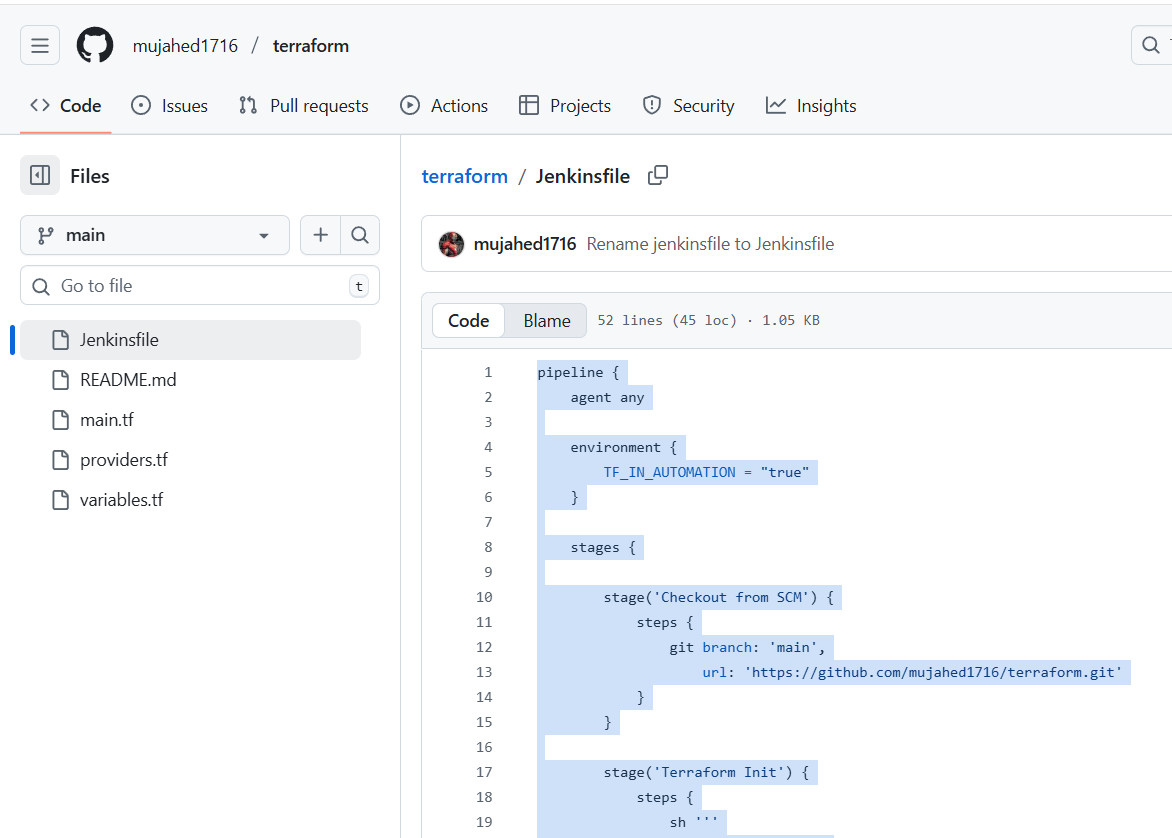 mujahed1716 / terraform
Code Issues Pull requests Actions Projects Security Insights
Files
main
Go to file t
Jenkinsfile
README.md
main.tf
providers.tf
variables.tf
terraform / Jenkinsfile
mujahed1716 Rename jenkinsfile to Jenkinsfile
Code Blame 52 lines (45 loc) · 1.05 KB
1 pipeline {
2     agent any
3
4     environment {
5         TF_IN_AUTOMATION = "true"
6     }
7
8     stages {
9
10         stage('Checkout from SCM') {
11             steps {
12                 git branch: 'main',
13                     url: 'https://github.com/mujahed1716/terraform.git'
14             }
15         }
16
17         stage('Terraform Init') {
18             steps {
19                 sh '''